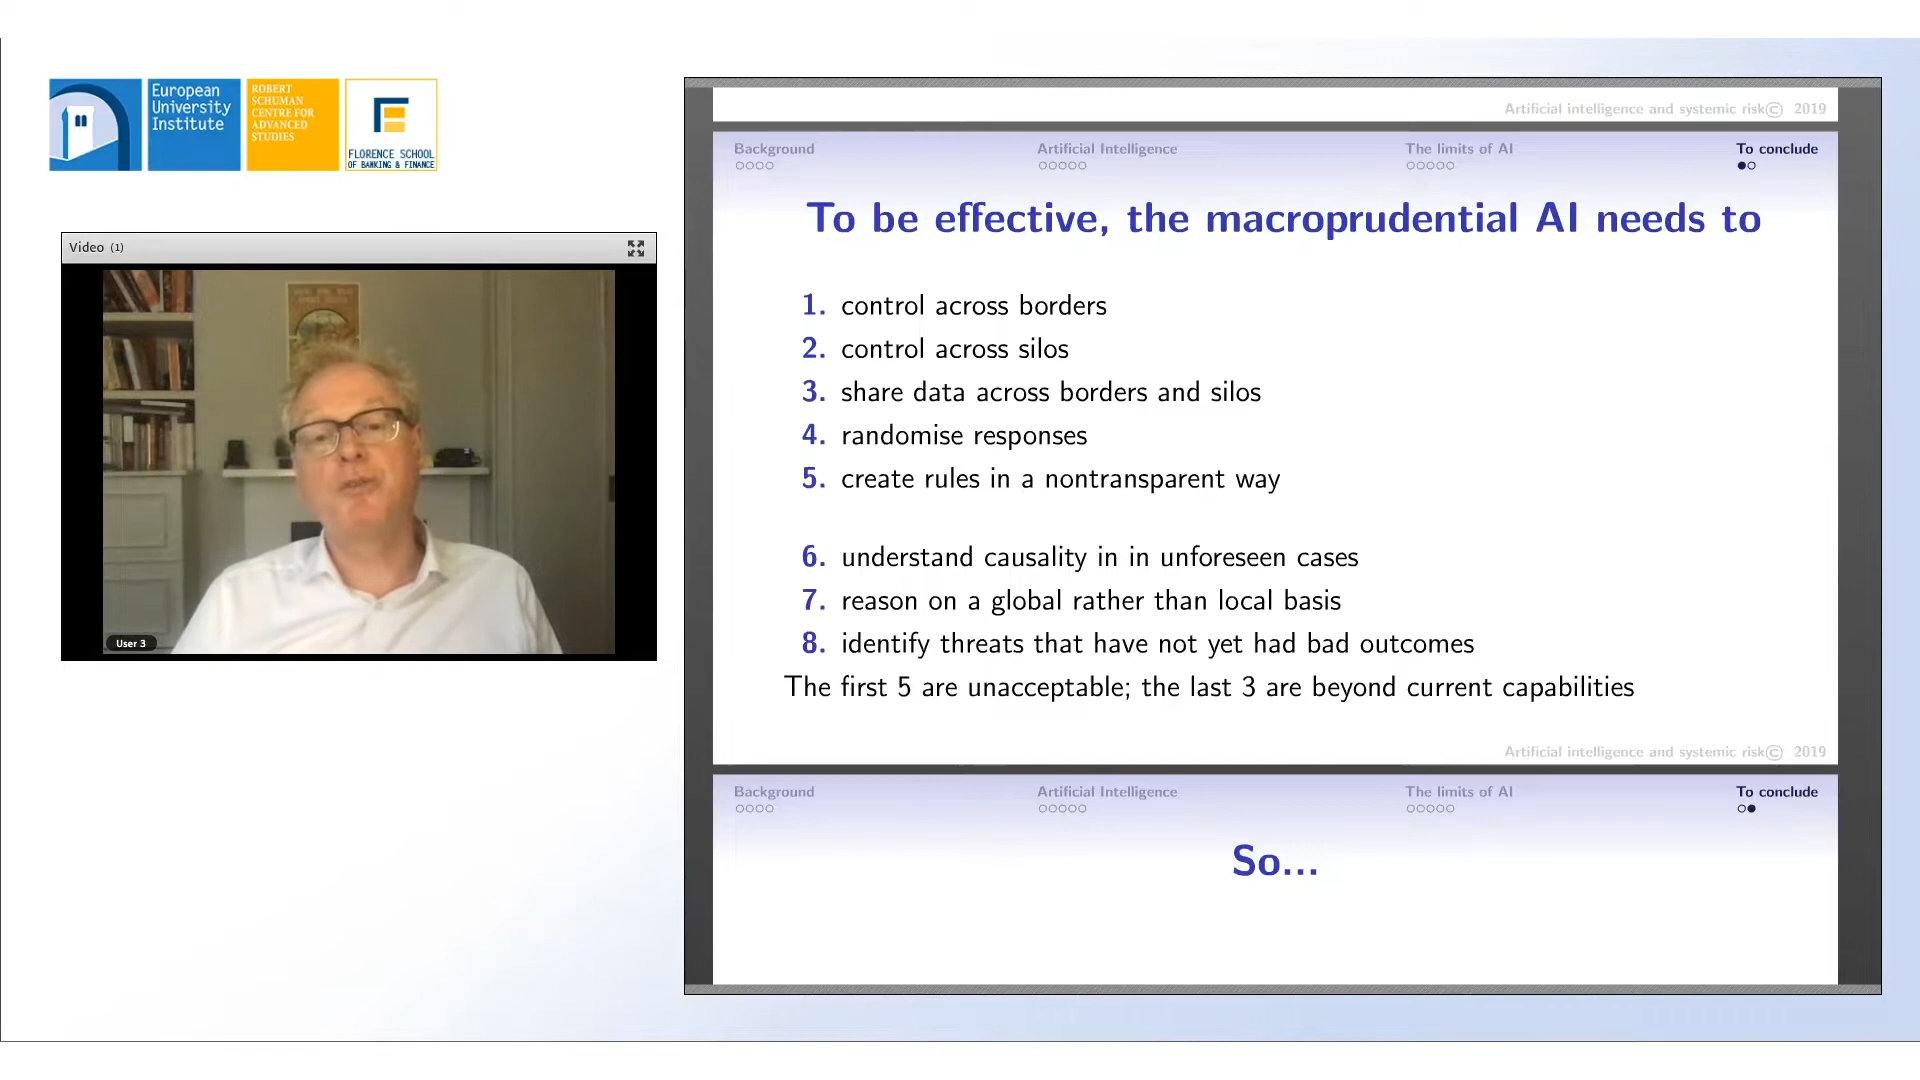 European
University
Institute
ROBERT
SCHUMAN
CENTRE FOR
ADVANCED
STUDIES
FLORENCE SCHOOL
OF BANKING & FINANCE
Video (1)
User 3
Artificial intelligence and systemic risk© 2019
Background
Artificial Intelligence
The limits of AI
To conclude
To be effective, the macroprudential AI needs to
1. control across borders
2. control across silos
3. share data across borders and silos
4. randomise responses
5. create rules in a nontransparent way
6. understand causality in in unforeseen cases
7. reason on a global rather than local basis
8. identify threats that have not yet had bad outcomes
The first 5 are unacceptable; the last 3 are beyond current capabilities
Artificial intelligence and systemic risk© 2019
Background
Artificial Intelligence
The limits of AI
To conclude
So...